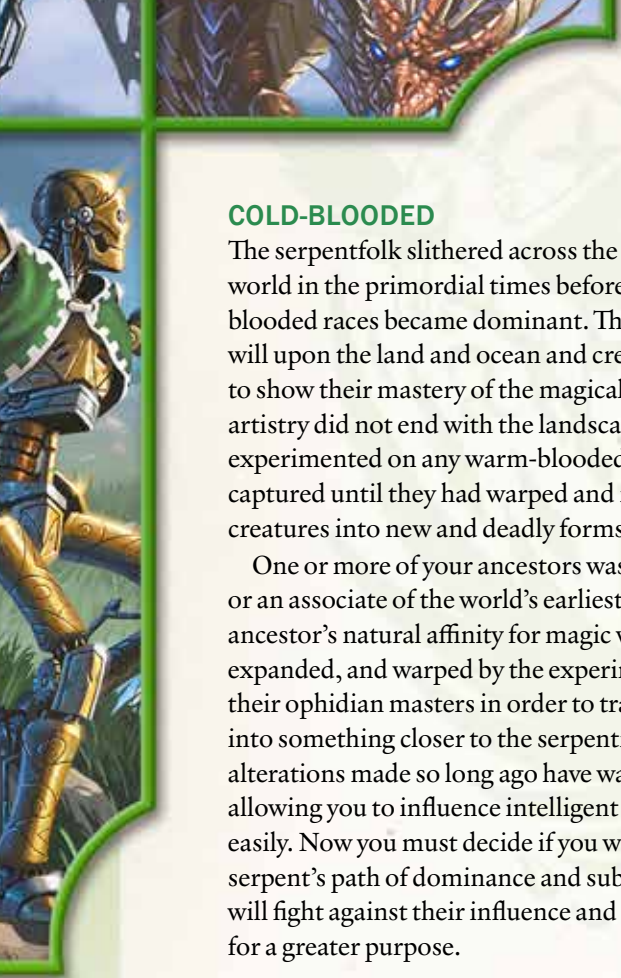 COLD-BLOODED
The serpentfolk slithered across the
world in the primordial times before
blooded races became dominant. Th
will upon the land and ocean and cre
to show their mastery of the magical
artistry did not end with the landsca
experimented on any warm-blooded
captured until they had warped and
creatures into new and deadly forms
One or more of your ancestors was
or an associate of the world’s earliest
ancestor’s natural affinity for magic
expanded, and warped by the experi
their ophidian masters in order to tra
into something closer to the serpent
alterations made so long ago have wa
allowing you to influence intelligent
easily. Now you must decide if you w
serpent’s path of dominance and sub
will fight against their influence and
for a greater purpose.